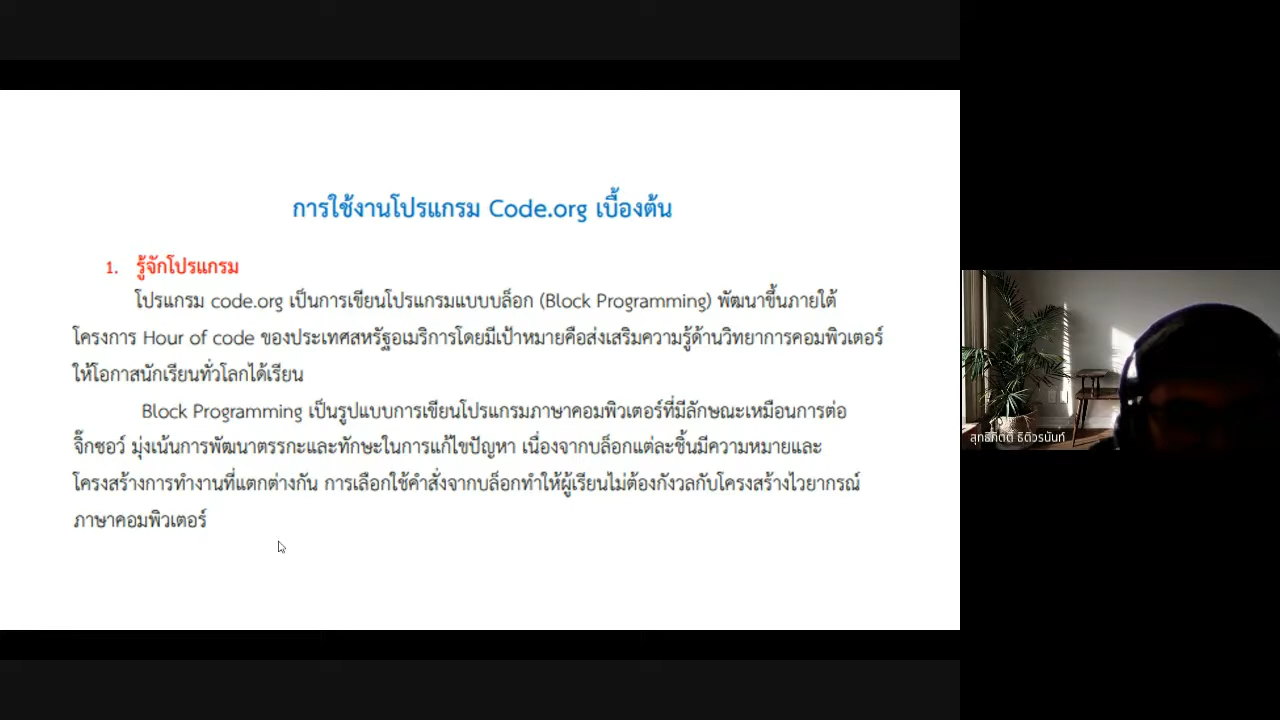 การใช้งานโปรแกรม Code.org เบื้องต้น
1. รู้จักโปรแกรม
โปรแกรม code.org เป็นการเขียนโปรแกรมแบบบล็อก (Block Programming) พัฒนาขึ้นภายใต้
โครงการ Hour of code ของประเทศสหรัฐอเมริกาโดยมีเป้าหมายคือส่งเสริมความรู้ด้านวิทยาการคอมพิวเตอร์
ให้โอกาสนักเรียนทั่วโลกได้เรียน
Block Programming เป็นรูปแบบการเขียนโปรแกรมภาษาคอมพิวเตอร์ที่มีลักษณะเหมือนการต่อ
จิ๊กซอว์ มุ่งเน้นการพัฒนาตรรกะและทักษะในการแก้ไขปัญหา เนื่องจากบล็อกแต่ละชิ้นมีความหมายและ
โครงสร้างการทำงานที่แตกต่างกัน การเลือกใช้คำสั่งจากบล็อกทำให้ผู้เรียนไม่ต้องกังวลกับโครงสร้างไวยากรณ์
ภาษาคอมพิวเตอร์
สุทธิกิตติ์ ธิติวรนันท์